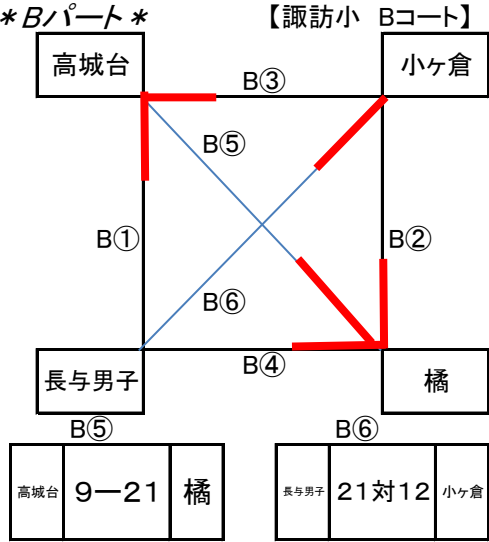 ＊Bパート＊ 【諏訪小 Bコート】
高城台 小ヶ倉
B③
B⑤
B① B②
B⑥
B④
長与男子 橘
B⑤ B⑥
高城台 9ー21 橘 長与男子 21対12 小ヶ倉